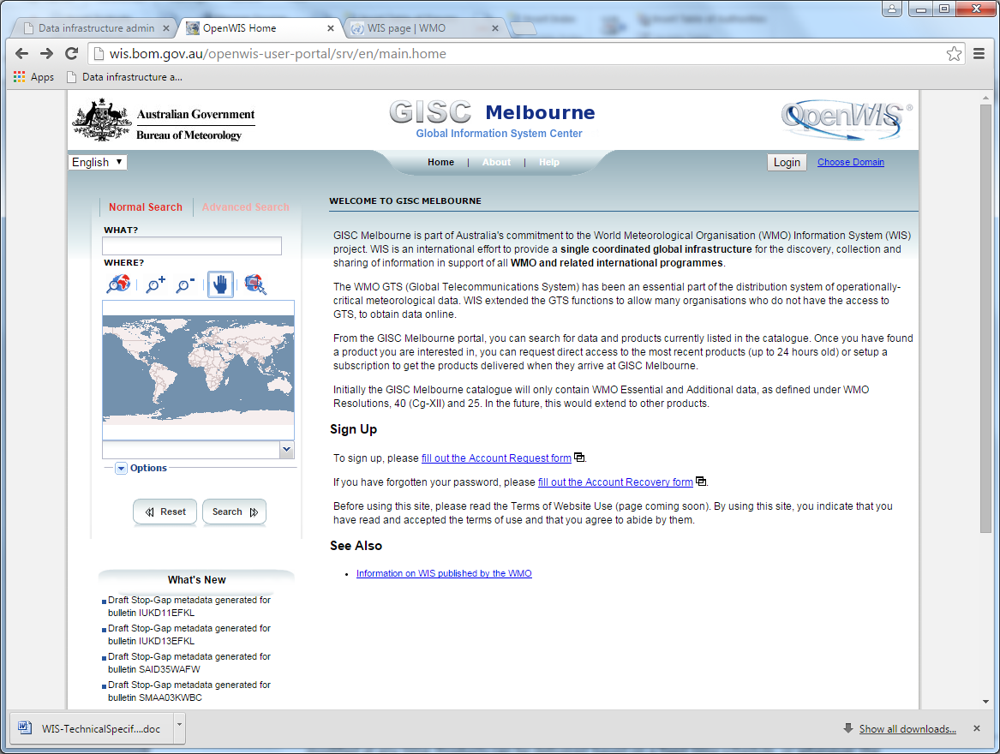 Data infrastructure admin
OpenWIS Home
WIS page | WMO
wis.bom.gov.au/openwis-user-portal/srv/en/main.home
Apps
Data infrastructure a...
Australian Government
Bureau of Meteorology
GISC Melbourne
Global Information System Center
OpenWIS®
English
Home | About | Help
Login
Choose Domain
Normal Search
Advanced Search
WHAT?
WHERE?
Options
Reset
Search
What's New
Draft Stop-Gap metadata generated for
bulletin IUKD11EFKL
Draft Stop-Gap metadata generated for
bulletin IUKD13EFKL
Draft Stop-Gap metadata generated for
bulletin SAID35WAFW
Draft Stop-Gap metadata generated for
bulletin SMAA03KWBC
WELCOME TO GISC MELBOURNE
GISC Melbourne is part of Australia's commitment to the World Meteorological Organisation (WMO) Information System (WIS)
project. WIS is an international effort to provide a single coordinated global infrastructure for the discovery, collection and
sharing of information in support of all WMO and related international programmes.
The WMO GTS (Global Telecommunications System) has been an essential part of the distribution system of operationally-
critical meteorological data. WIS extended the GTS functions to allow many organisations who do not have the access to
GTS, to obtain data online.
From the GISC Melbourne portal, you can search for data and products currently listed in the catalogue. Once you have found
a product you are interested in, you can request direct access to the most recent products (up to 24 hours old) or setup a
subscription to get the products delivered when they arrive at GISC Melbourne.
Initially the GISC Melbourne catalogue will only contain WMO Essential and Additional data, as defined under WMO
Resolutions, 40 (Cg-XII) and 25. In the future, this would extend to other products.
Sign Up
To sign up, please fill out the Account Request form.
If you have forgotten your password, please fill out the Account Recovery form.
Before using this site, please read the Terms of Website Use (page coming soon). By using this site, you indicate that you
have read and accepted the terms of use and that you agree to abide by them.
See Also
Information on WIS published by the WMO
WIS-TechnicalSpecif....doc
Show all downloads...